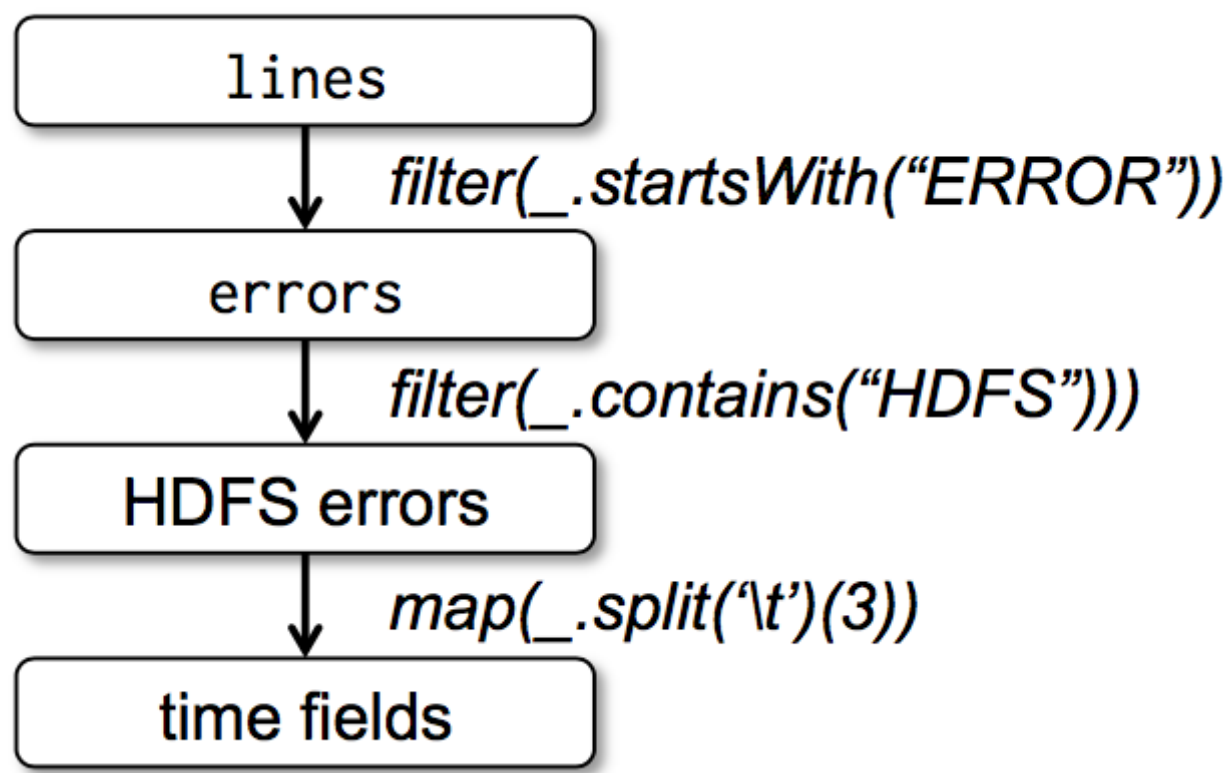 lines
filter(_.startsWith(“ERROR”))
errors
filter(_.contains(“HDFS”)))
HDFS errors
map(_.split(‘\t’)(3))
time fields